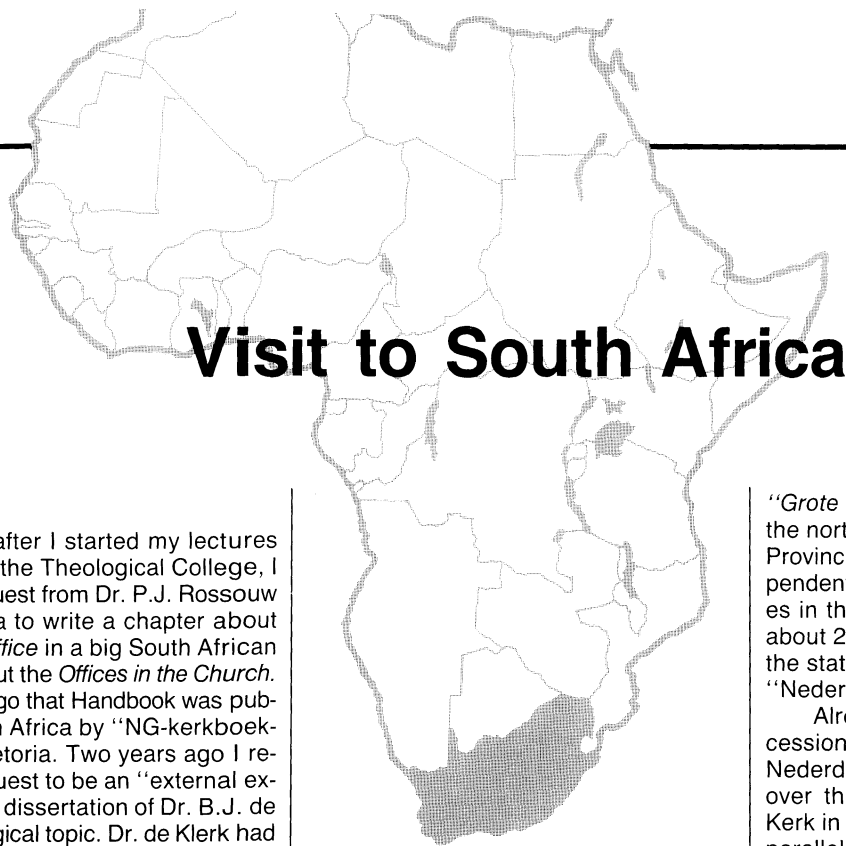 Visit to South Africa
after I started my lectures
the Theological College, I
uest from Dr. P.J. Rossouw
a to write a chapter about
ffice in a big South African
ut the Offices in the Church.
go that Handbook was pub-
n Africa by "NG-kerkboek-
etoria. Two years ago I re-
uest to be an "external ex-
dissertation of Dr. B.J. de
gical topic. Dr. de Klerk had
"Grote
the nort
Provinc
penden
es in th
about 2
the stat
"Neder
Alre
cession
Nederd
over th
Kerk in
parallel